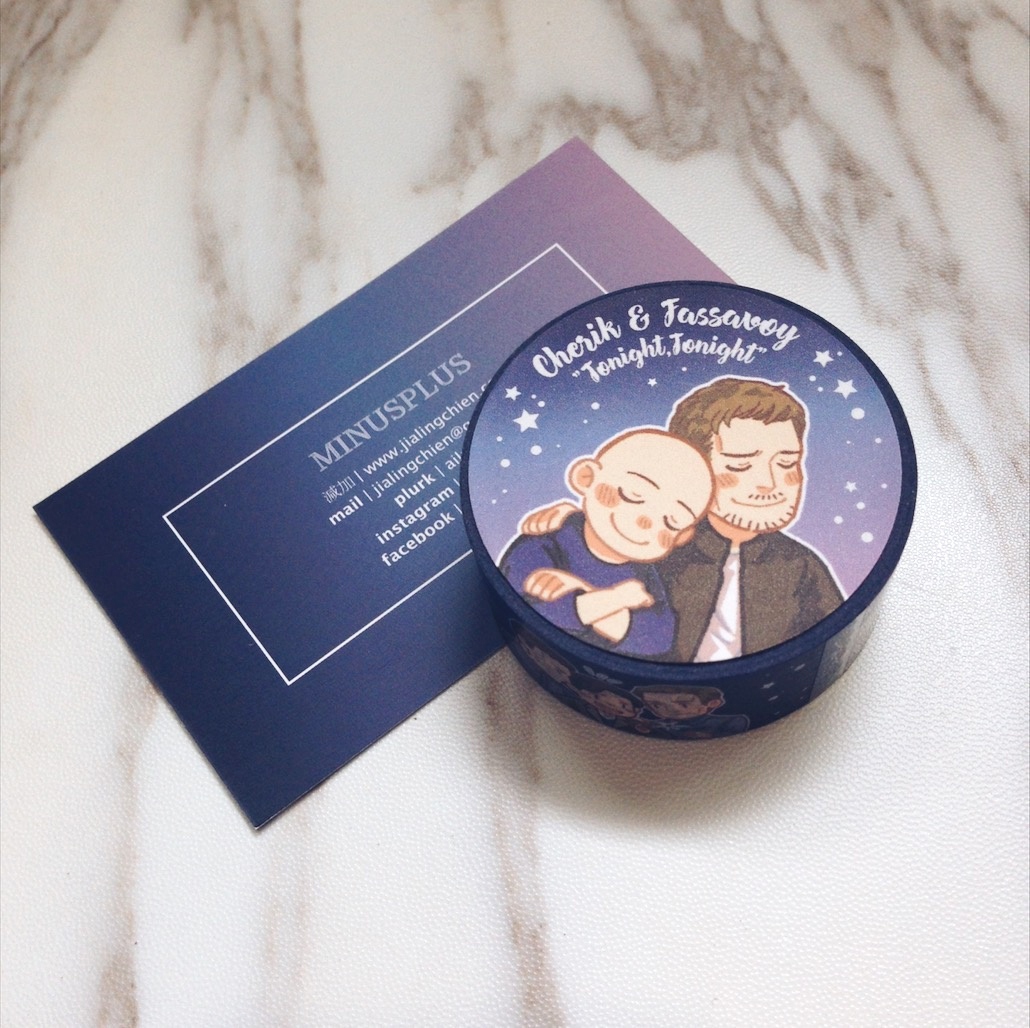 Cherik & Fassavoy
"Tonight,Tonight"
MINUSPLUS
減加 | www.jialingchien.
mail | jialingchien@
plurk |
instagram |
facebook |